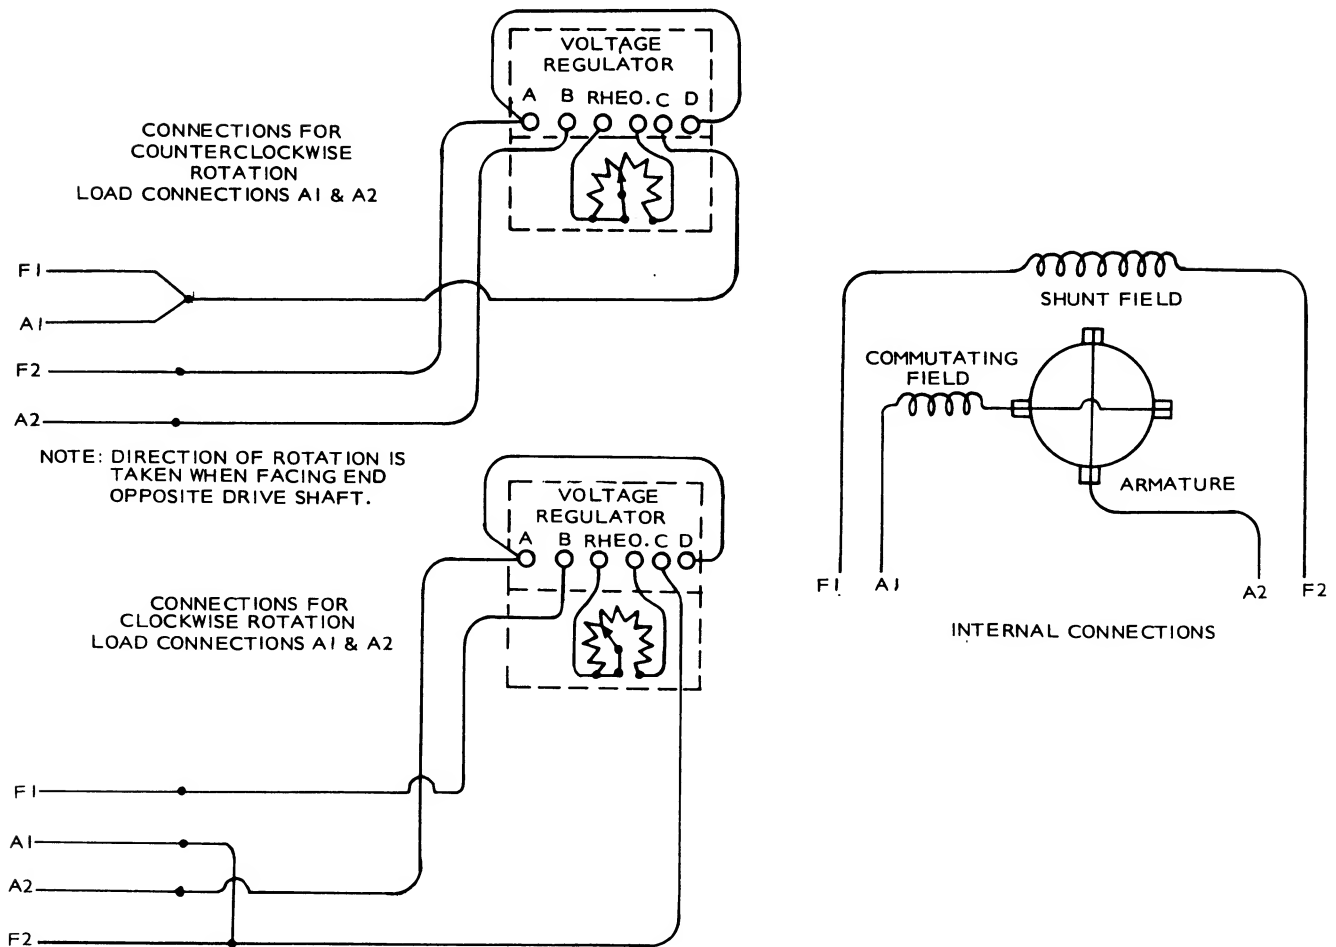 VOLTAGE
REGULATOR
A B RHEO. C D
CONNECTIONS FOR
COUNTERCLOCKWISE
ROTATION
LOAD CONNECTIONS A1 & A2
F1
A1
F2
A2
NOTE: DIRECTION OF ROTATION IS
TAKEN WHEN FACING END
OPPOSITE DRIVE SHAFT.
VOLTAGE
REGULATOR
A B RHEO. C D
CONNECTIONS FOR
CLOCKWISE ROTATION
LOAD CONNECTIONS A1 & A2
F1
A1
A2
F2
SHUNT FIELD
COMMUTATING
FIELD
ARMATURE
F1 A1 A2 F2
INTERNAL CONNECTIONS